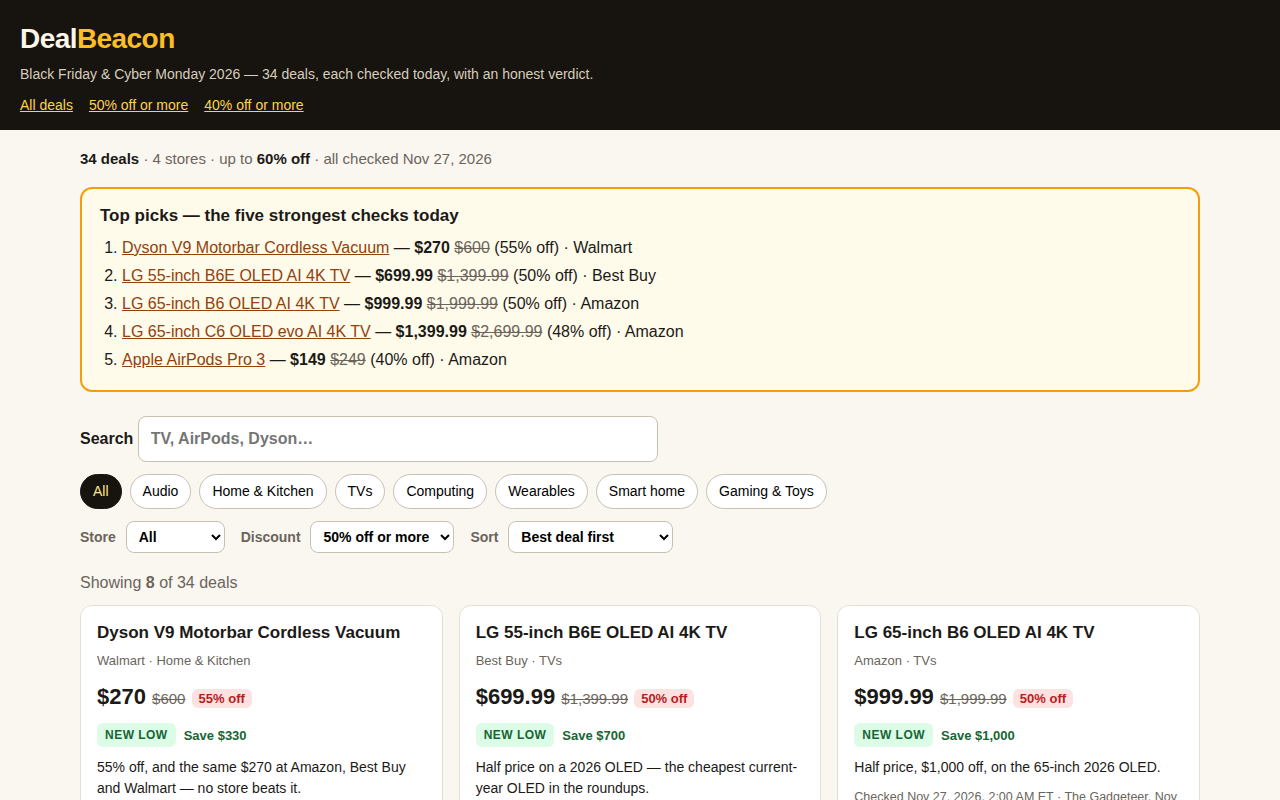 DealBeacon
Black Friday & Cyber Monday 2026 — 34 deals, each checked today, with an honest verdict.
All deals 50% off or more 40% off or more
34 deals · 4 stores · up to 60% off · all checked Nov 27, 2026
Top picks — the five strongest checks today
1. Dyson V9 Motorbar Cordless Vacuum — $270 $600 (55% off) · Walmart
2. LG 55-inch B6E OLED AI 4K TV — $699.99 $1,399.99 (50% off) · Best Buy
3. LG 65-inch B6 OLED AI 4K TV — $999.99 $1,999.99 (50% off) · Amazon
4. LG 65-inch C6 OLED evo AI 4K TV — $1,399.99 $2,699.99 (48% off) · Amazon
5. Apple AirPods Pro 3 — $149 $249 (40% off) · Amazon
Search TV, AirPods, Dyson…
All Audio Home & Kitchen TVs Computing Wearables Smart home Gaming & Toys
Store All Discount 50% off or more Sort Best deal first
Showing 8 of 34 deals
Dyson V9 Motorbar Cordless Vacuum
Walmart · Home & Kitchen
$270 $600 55% off
NEW LOW Save $330
55% off, and the same $270 at Amazon, Best Buy
and Walmart — no store beats it.
LG 55-inch B6E OLED AI 4K TV
Best Buy · TVs
$699.99 $1,399.99 50% off
NEW LOW Save $700
Half price on a 2026 OLED — the cheapest current-
year OLED in the roundups.
LG 65-inch B6 OLED AI 4K TV
Amazon · TVs
$999.99 $1,999.99 50% off
NEW LOW Save $1,000
Half price, $1,000 off, on the 65-inch 2026 OLED.
Checked Nov 27, 2026, 2:00 AM ET · The Gadgeteer, Nov